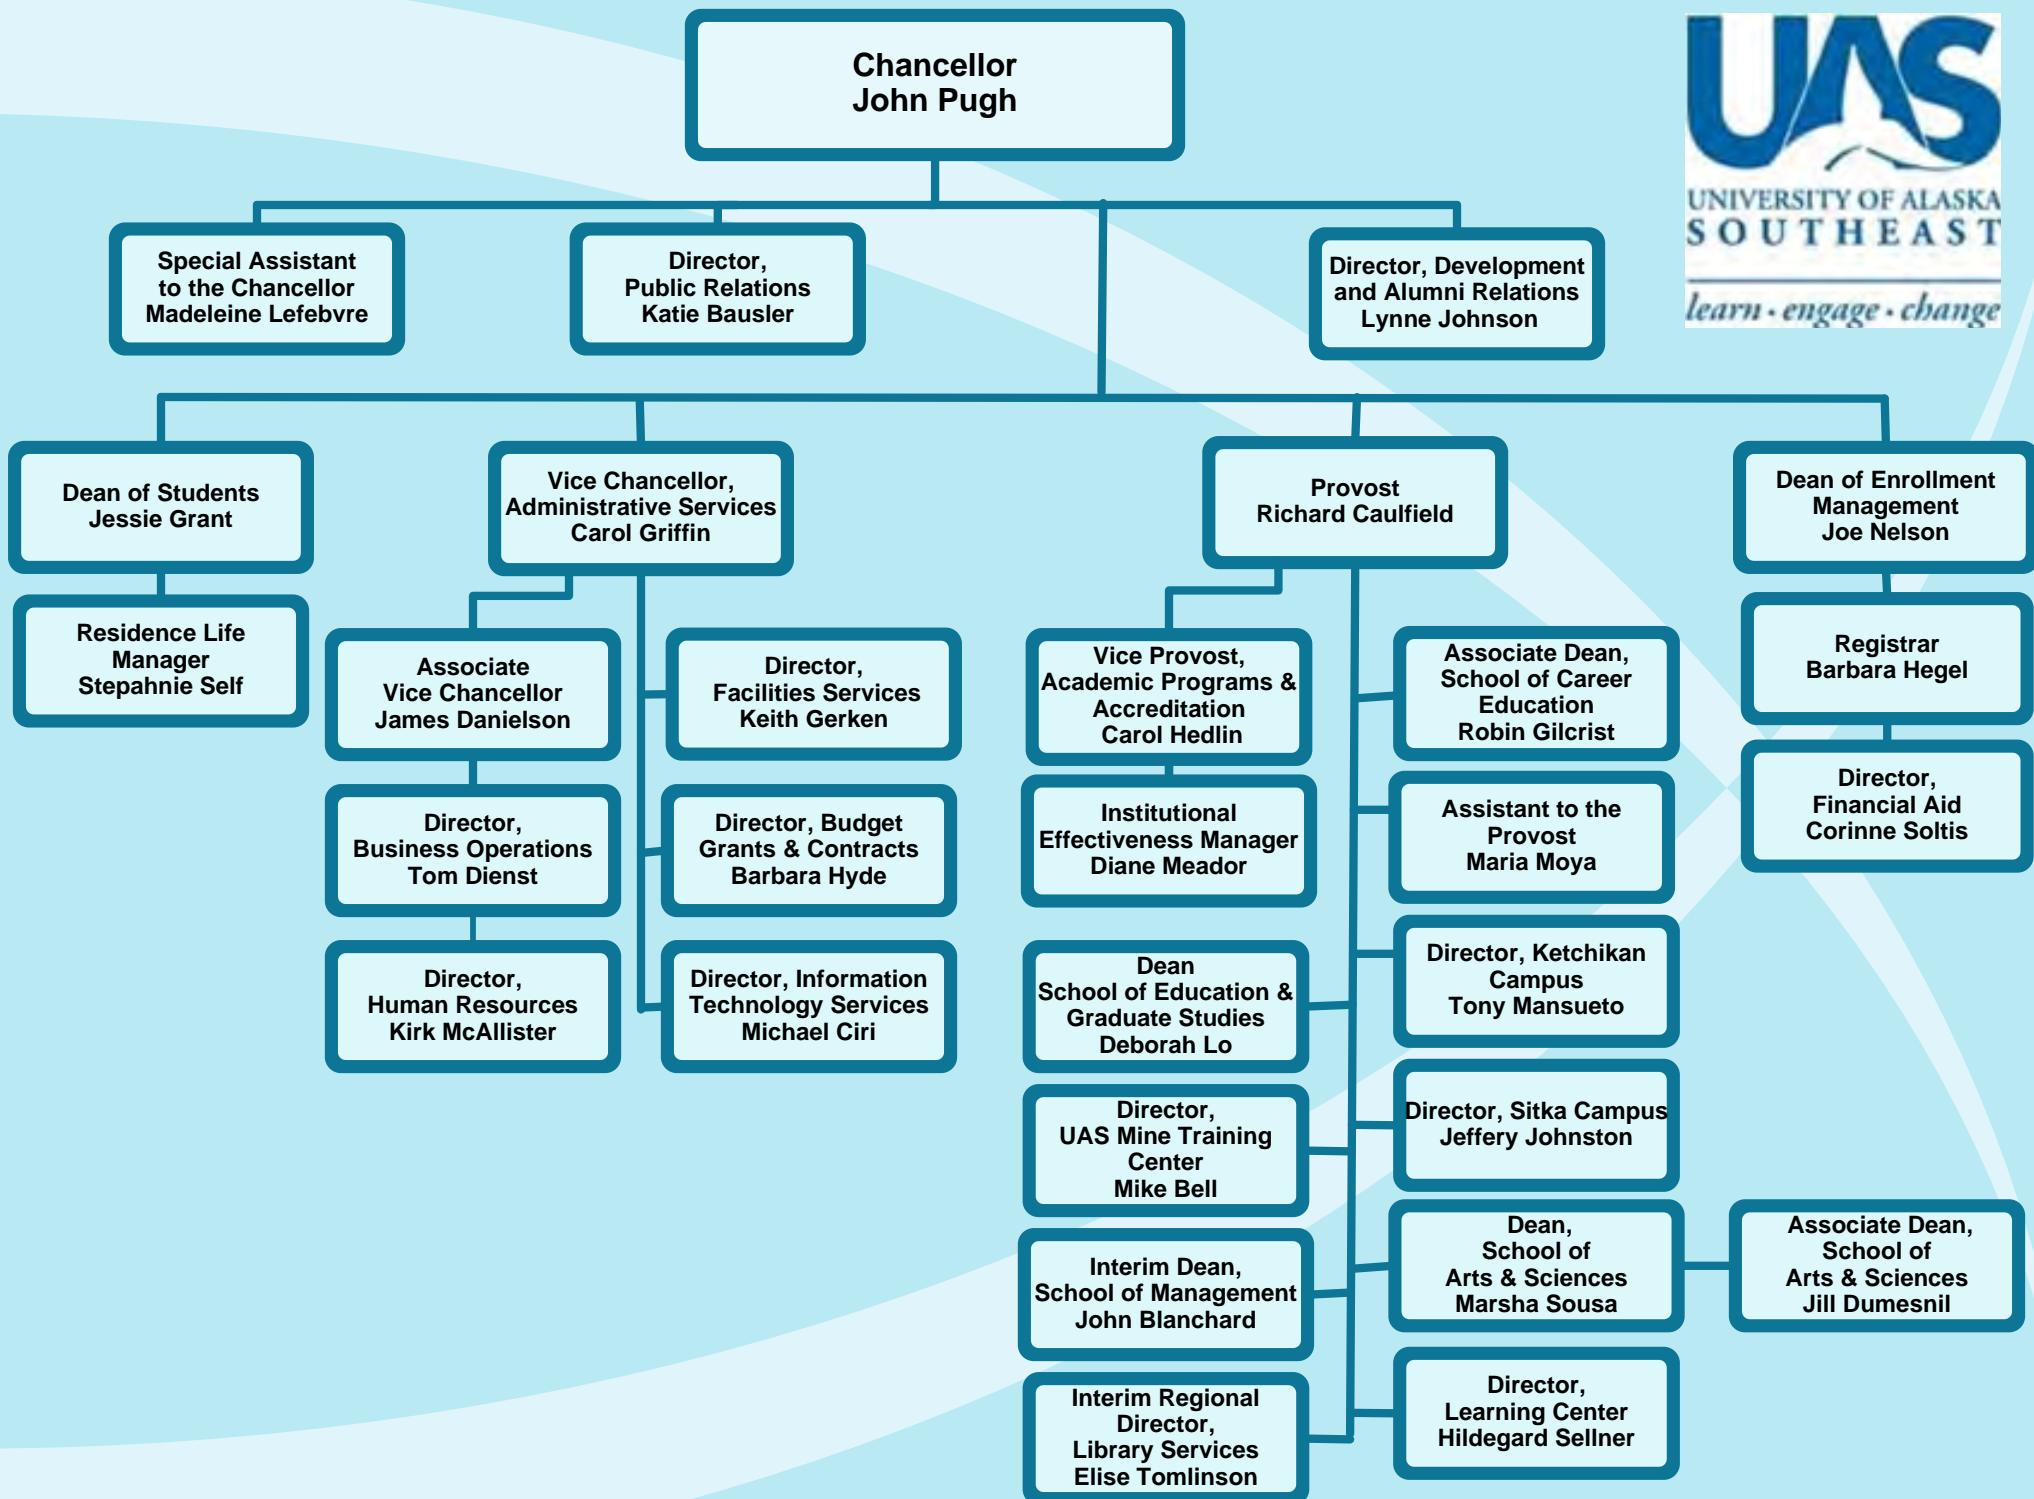 Chancellor
John Pugh
UAS
UNIVERSITY OF ALASKA
SOUTHEAST
learn · engage · change
Special Assistant
to the Chancellor
Madeleine Lefebvre
Director,
Public Relations
Katie Bausler
Director, Development
and Alumni Relations
Lynne Johnson
Dean of Students
Jessie Grant
Vice Chancellor,
Administrative Services
Carol Griffin
Provost
Richard Caulfield
Dean of Enrollment
Management
Joe Nelson
Residence Life
Manager
Stepahnie Self
Associate
Vice Chancellor
James Danielson
Director,
Facilities Services
Keith Gerken
Vice Provost,
Academic Programs &
Accreditation
Carol Hedlin
Associate Dean,
School of Career
Education
Robin Gilcrist
Registrar
Barbara Hegel
Director,
Business Operations
Tom Dienst
Director, Budget
Grants & Contracts
Barbara Hyde
Institutional
Effectiveness Manager
Diane Meador
Assistant to the
Provost
Maria Moya
Director,
Financial Aid
Corinne Soltis
Director,
Human Resources
Kirk McAllister
Director, Information
Technology Services
Michael Ciri
Dean
School of Education &
Graduate Studies
Deborah Lo
Director, Ketchikan
Campus
Tony Mansueto
Director,
UAS Mine Training
Center
Mike Bell
Director, Sitka Campus
Jeffery Johnston
Interim Dean,
School of Management
John Blanchard
Dean,
School of
Arts & Sciences
Marsha Sousa
Associate Dean,
School of
Arts & Sciences
Jill Dumesnil
Interim Regional
Director,
Library Services
Elise Tomlinson
Director,
Learning Center
Hildegard Sellner